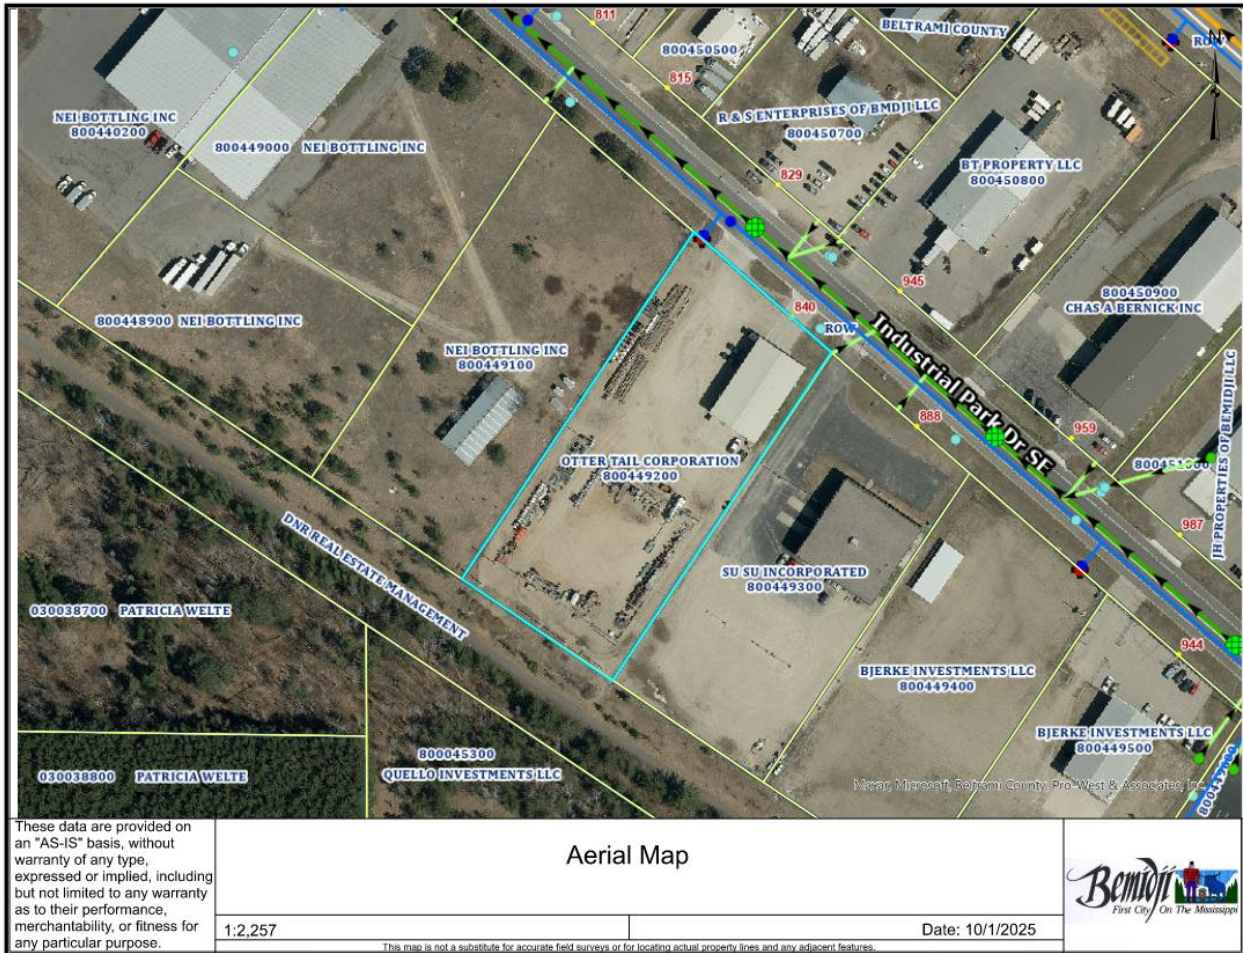 811
BELTRAMI COUNTY
ROW
N
800450500
815
R & S ENTERPRISES OF BMDJI LLC
800450700
NEI BOTTLING INC
800440200
800449000 NEI BOTTLING INC
BT PROPERTY LLC
800450800
829
945
800450900
CHAS A BERNICK INC
840
ROW
800448900 NEI BOTTLING INC
NEI BOTTLING INC
800449100
Industrial Park Dr SE
JH PROPERTIES OF BEMIDJI LLC
888
959
OTTER TAIL CORPORATION
800449200
987
DNR REAL ESTATE MANAGEMENT
SU SU INCORPORATED
800449300
030038700 PATRICIA WELTE
944
BJERKE INVESTMENTS LLC
800449400
BJERKE INVESTMENTS LLC
800449500
800045300
QUELLO INVESTMENTS LLC
030038800 PATRICIA WELTE
Maxar, Microsoft, Beltrami County, Pro-West & Associates, Inc
These data are provided on
an "AS-IS" basis, without
warranty of any type,
expressed or implied, including
but not limited to any warranty
as to their performance,
merchantability, or fitness for
any particular purpose.
Aerial Map
1:2,257
Date: 10/1/2025
This map is not a substitute for accurate field surveys or for locating actual property lines and any adjacent features.
Bemidji
First City On The Mississippi